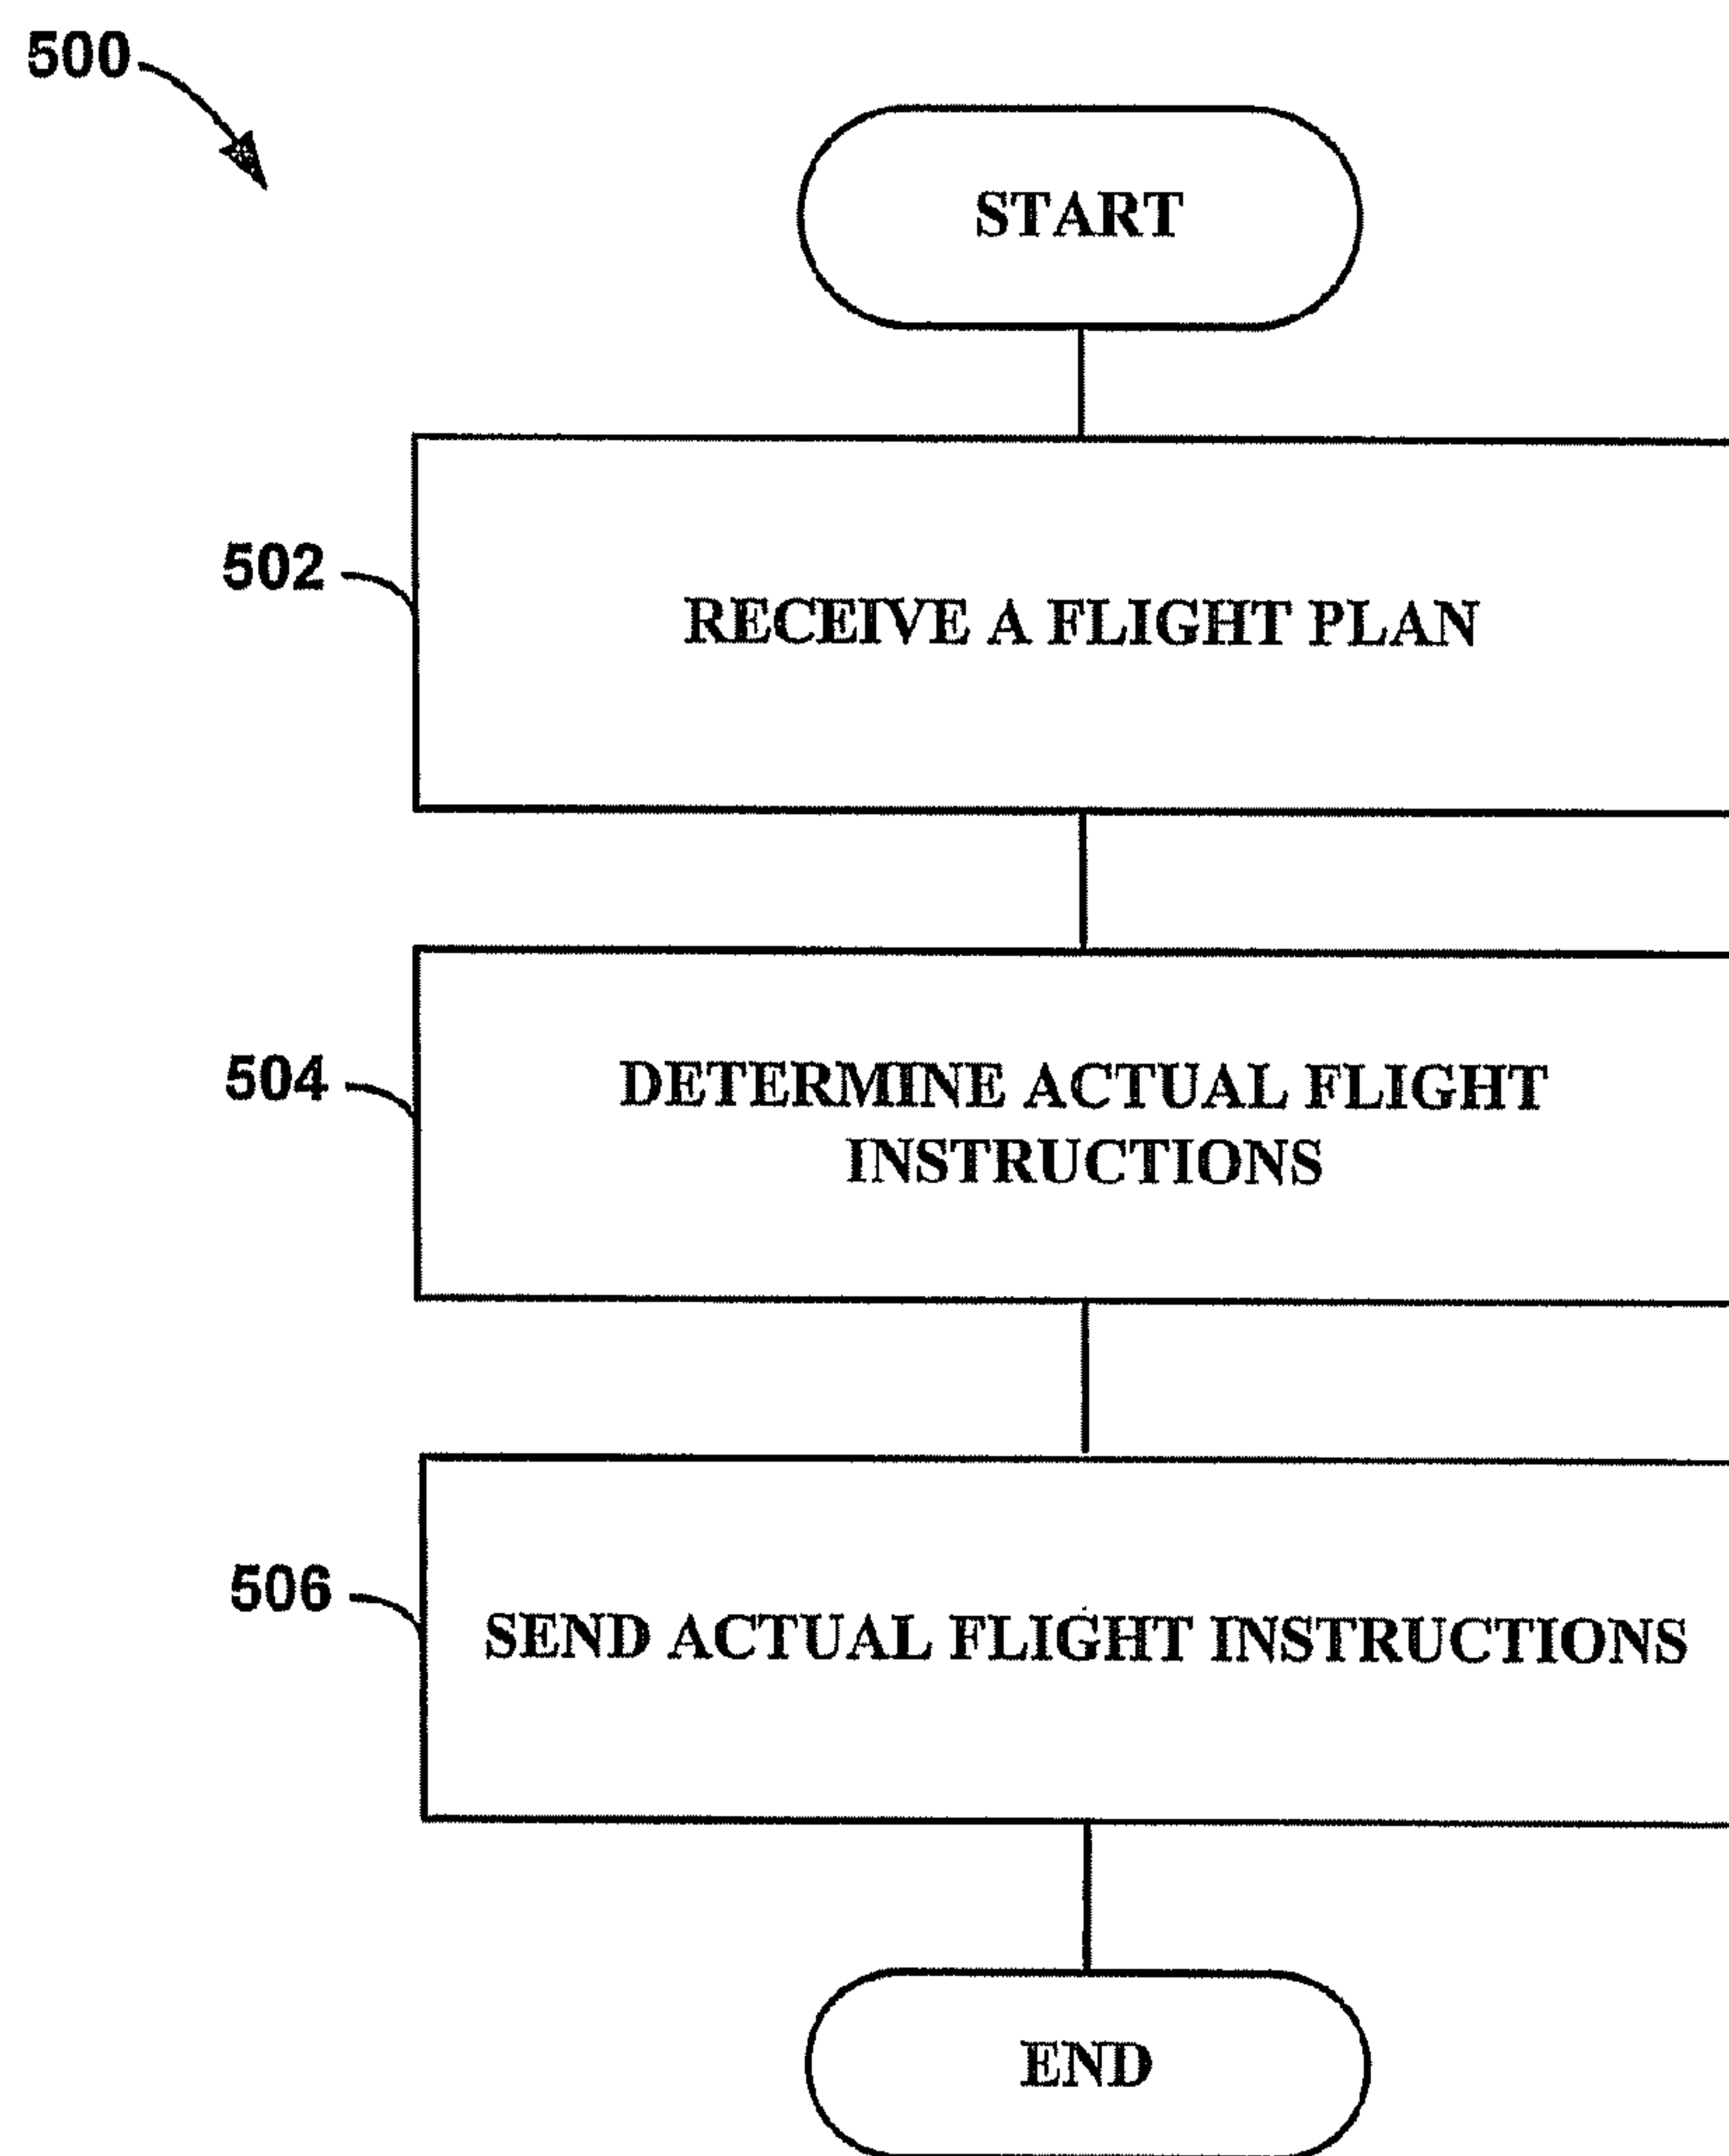 500
START
502
RECEIVE A FLIGHT PLAN
504
DETERMINE ACTUAL FLIGHT
INSTRUCTIONS
506
SEND ACTUAL FLIGHT INSTRUCTIONS
END